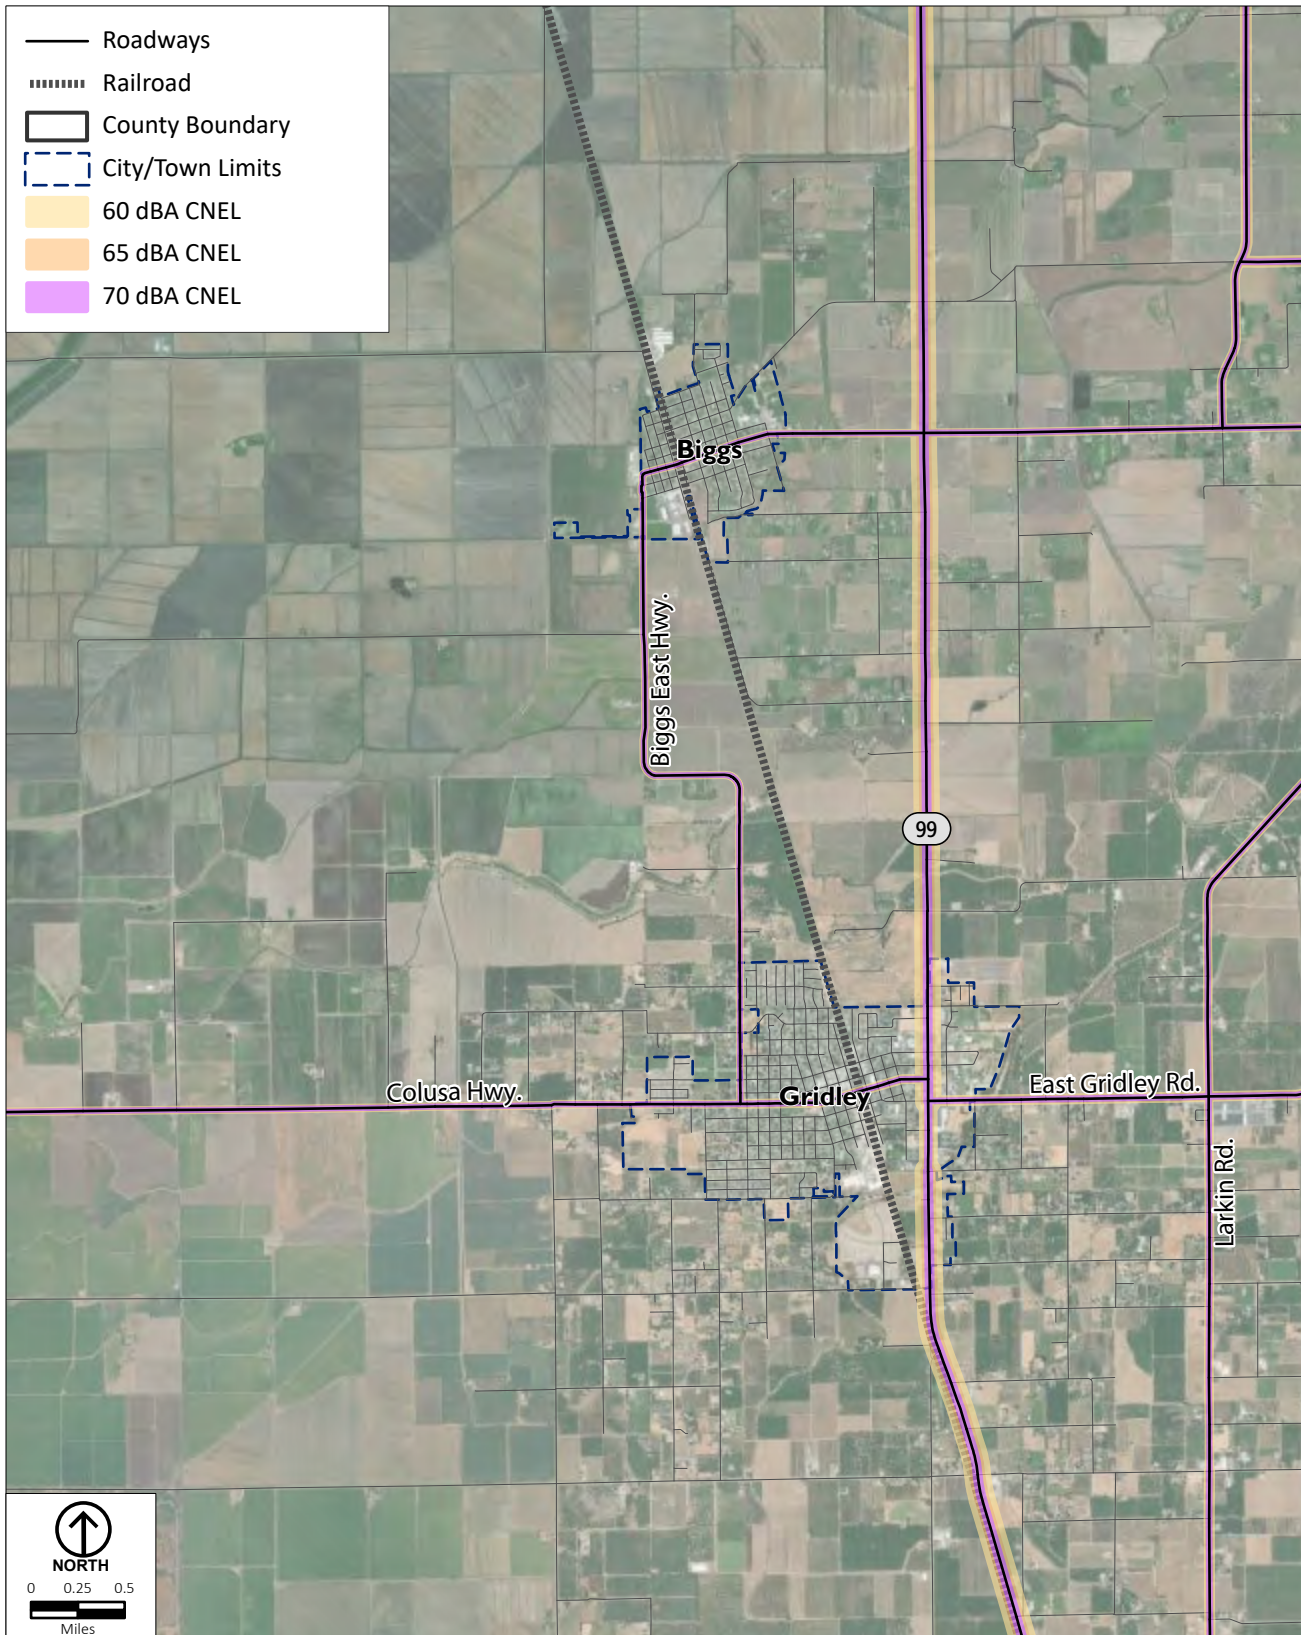 Roadways
Railroad
County Boundary
City/Town Limits
60 dBA CNEL
65 dBA CNEL
70 dBA CNEL
Biggs
Biggs East Hwy.
99
Colusa Hwy.
Gridley
East Gridley Rd.
Larkin Rd.
NORTH
0 0.25 0.5
Miles